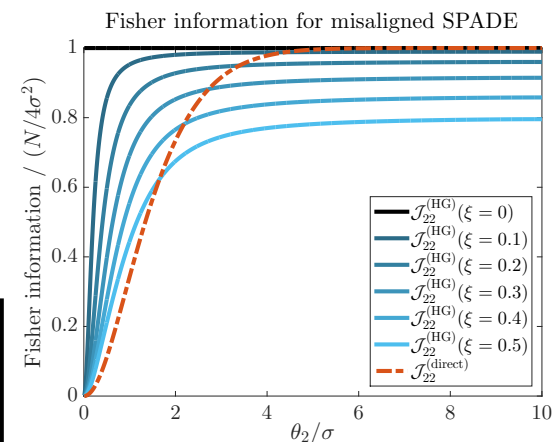 Fisher information for misaligned SPADE
Fisher information / (N/4σ²)
1
0.8
0.6
0.4
0.2
0
0 2 4 6 8 10
θ₂/σ
𝒥₂₂^(HG)(ξ = 0)
𝒥₂₂^(HG)(ξ = 0.1)
𝒥₂₂^(HG)(ξ = 0.2)
𝒥₂₂^(HG)(ξ = 0.3)
𝒥₂₂^(HG)(ξ = 0.4)
𝒥₂₂^(HG)(ξ = 0.5)
𝒥₂₂^(direct)